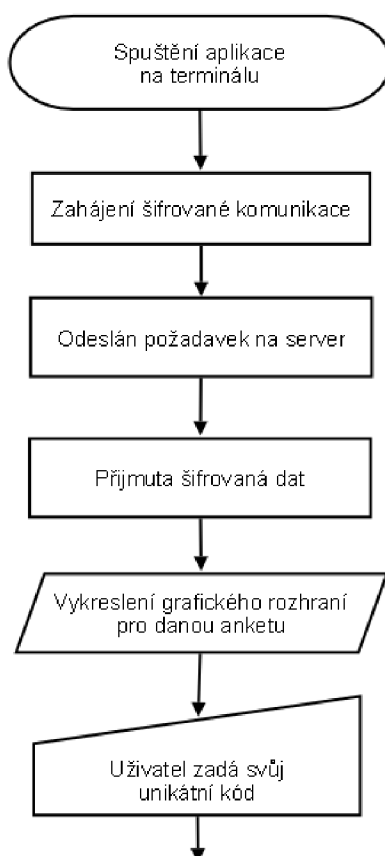 Spuštění aplikace
na terminálu
Zahájení šifrované komunikace
Odeslán požadavek na server
Přijmuta šifrovaná dat
Vykreslení grafického rozhraní
pro danou anketu
Uživatel zadá svůj
unikátní kód